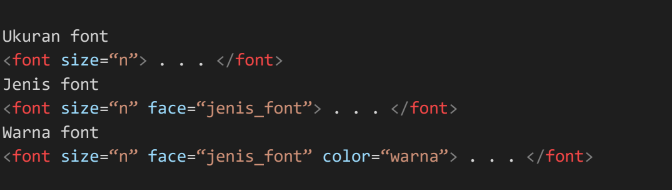 Ukuran font
<font size=“n”> . . . </font>
Jenis font
<font size=“n” face=“jenis_font”> . . . </font>
Warna font
<font size=“n” face=“jenis_font” color=“warna”> . . . </font>